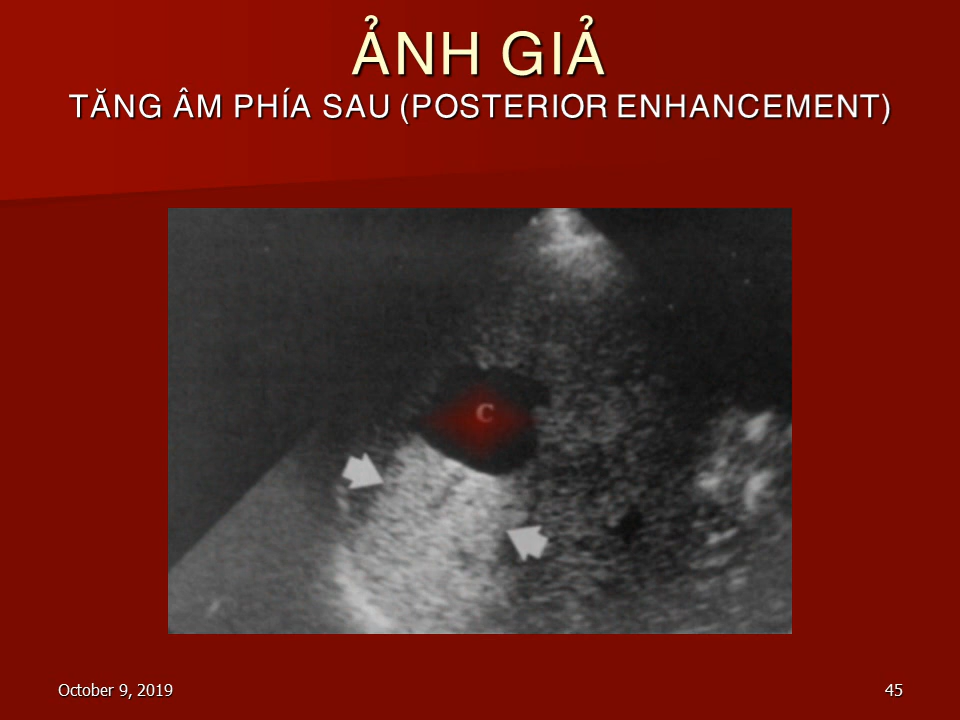 ẢNH GIẢ
TĂNG ÂM PHÍA SAU (POSTERIOR ENHANCEMENT)
C
October 9, 2019
45